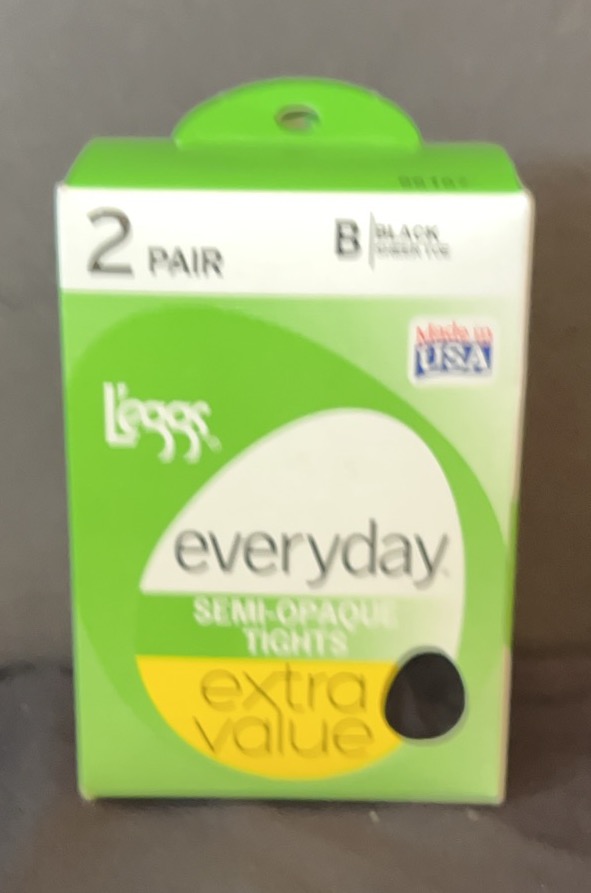 2 PAIR
B BLACK
Made in
USA
L'eggs
everyday.
SEMI-OPAQUE
TIGHTS
extra
value